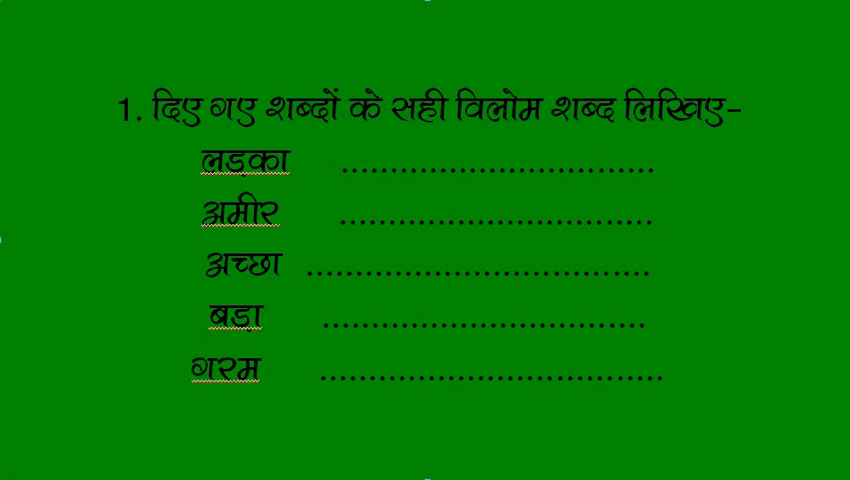 1. दिए गए शब्दों के सही विलोम शब्द लिखिए-
लड़का ................................
अमीर ................................
अच्छा ...................................
बड़ा .................................
गरम ...................................